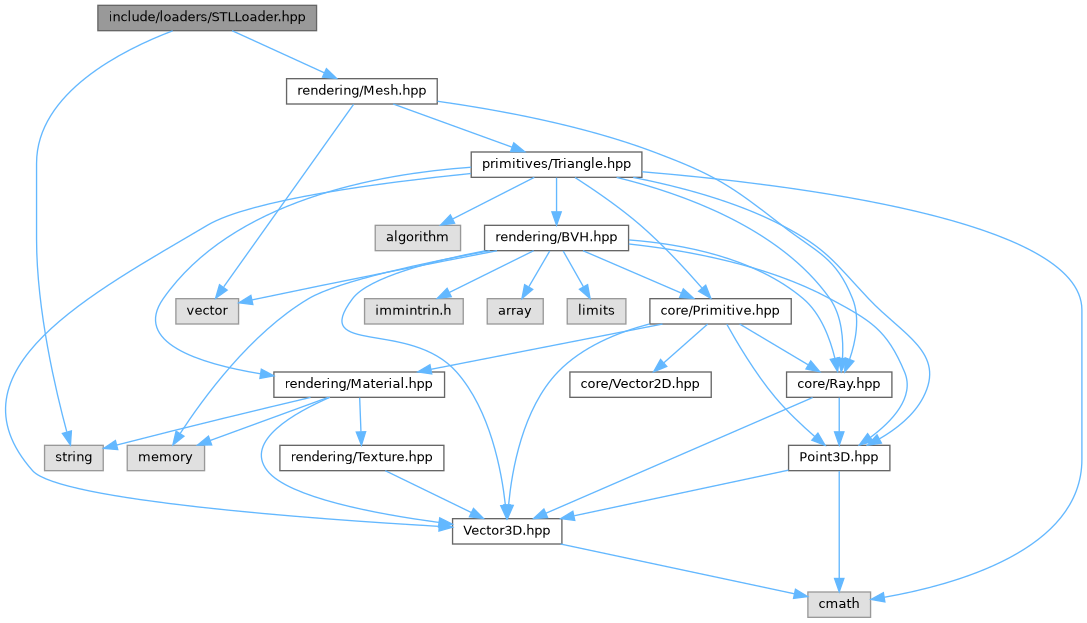 include/loaders/STLLoader.hpp
rendering/Mesh.hpp
primitives/Triangle.hpp
algorithm
rendering/BVH.hpp
vector
immintrin.h
array
limits
core/Primitive.hpp
rendering/Material.hpp
core/Vector2D.hpp
core/Ray.hpp
string
memory
rendering/Texture.hpp
Point3D.hpp
Vector3D.hpp
cmath